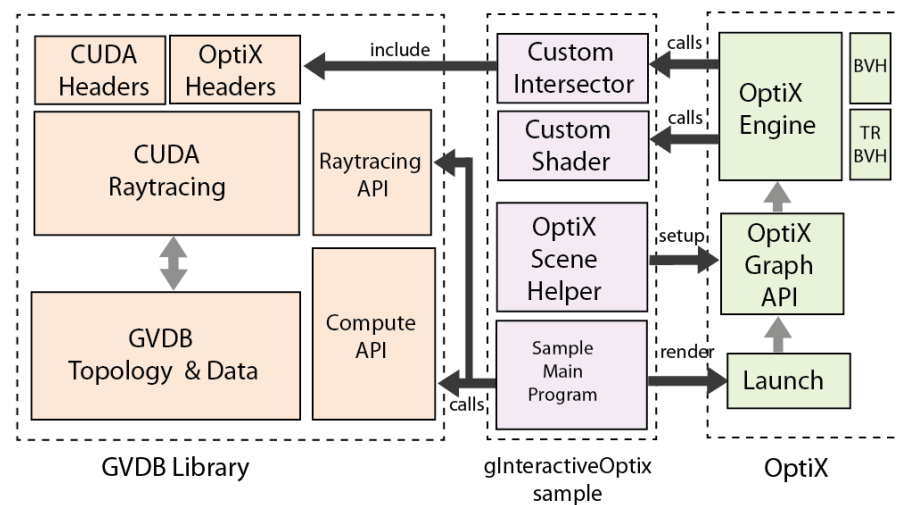 CUDA
Headers
OptiX
Headers
include
Custom
Intersector
calls
OptiX
Engine
BVH
CUDA
Raytracing
Raytracing
API
Custom
Shader
calls
TR
BVH
OptiX
Scene
Helper
setup
OptiX
Graph
API
GVDB
Topology & Data
Compute
API
calls
Sample
Main
Program
render
Launch
GVDB Library
gInteractiveOptix
sample
OptiX